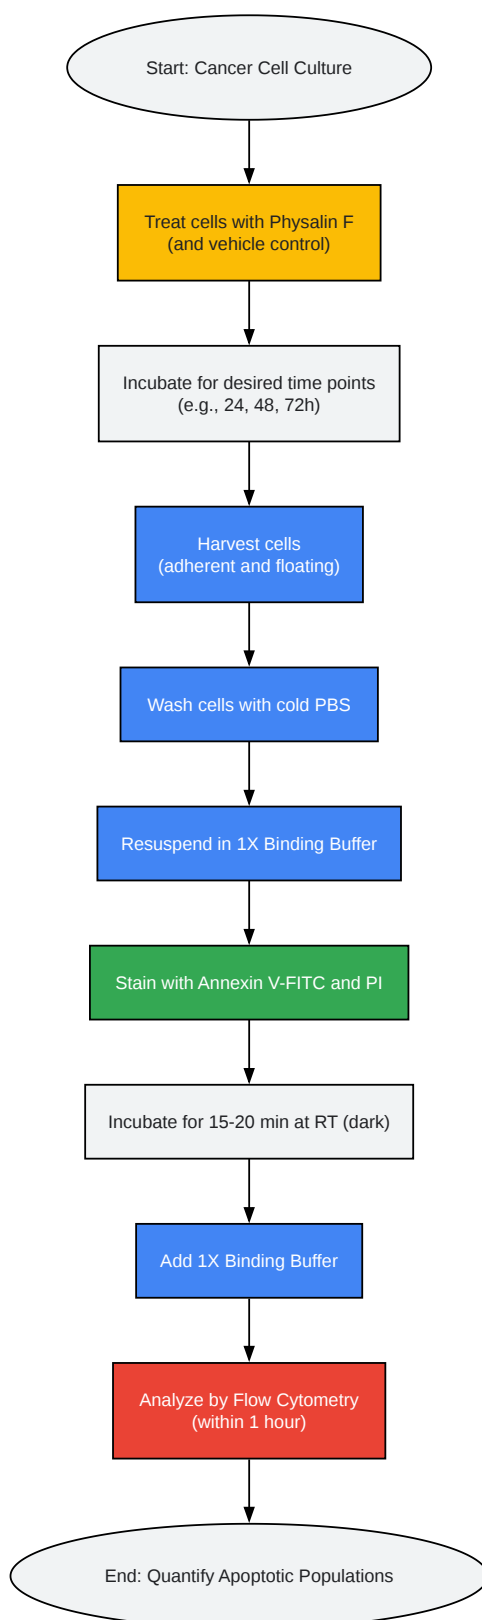 Start: Cancer Cell Culture
Treat cells with Physalin F
(and vehicle control)
Incubate for desired time points
(e.g., 24, 48, 72h)
Harvest cells
(adherent and floating)
Wash cells with cold PBS
Resuspend in 1X Binding Buffer
Stain with Annexin V-FITC and PI
Incubate for 15-20 min at RT (dark)
Add 1X Binding Buffer
Analyze by Flow Cytometry
(within 1 hour)
End: Quantify Apoptotic Populations